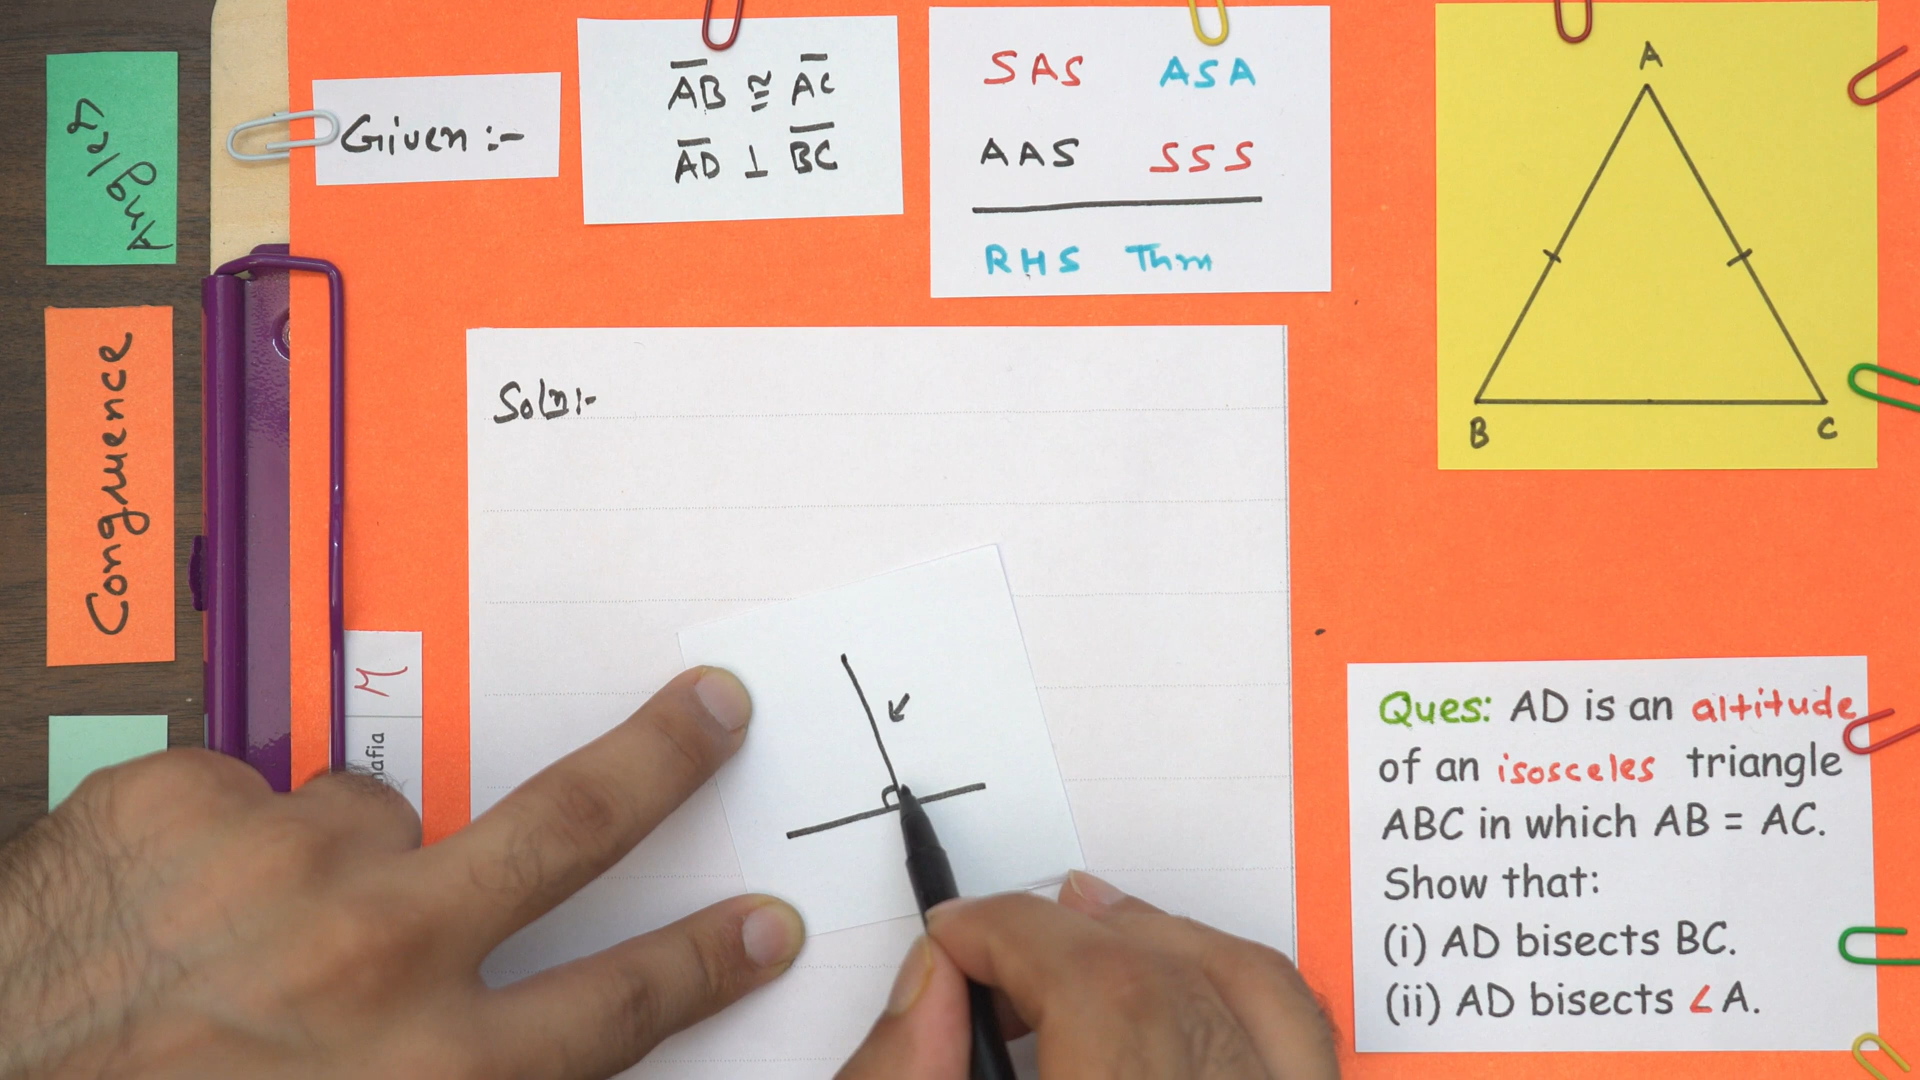 Angles
Congruence
Given :-
AB ≅ AC
AD ⊥ BC
SAS ASA
AAS SSS
RHS Thm
A
B C
Soln:-
M
afia
Ques: AD is an altitude
of an isosceles triangle
ABC in which AB = AC.
Show that:
(i) AD bisects BC.
(ii) AD bisects ∠A.